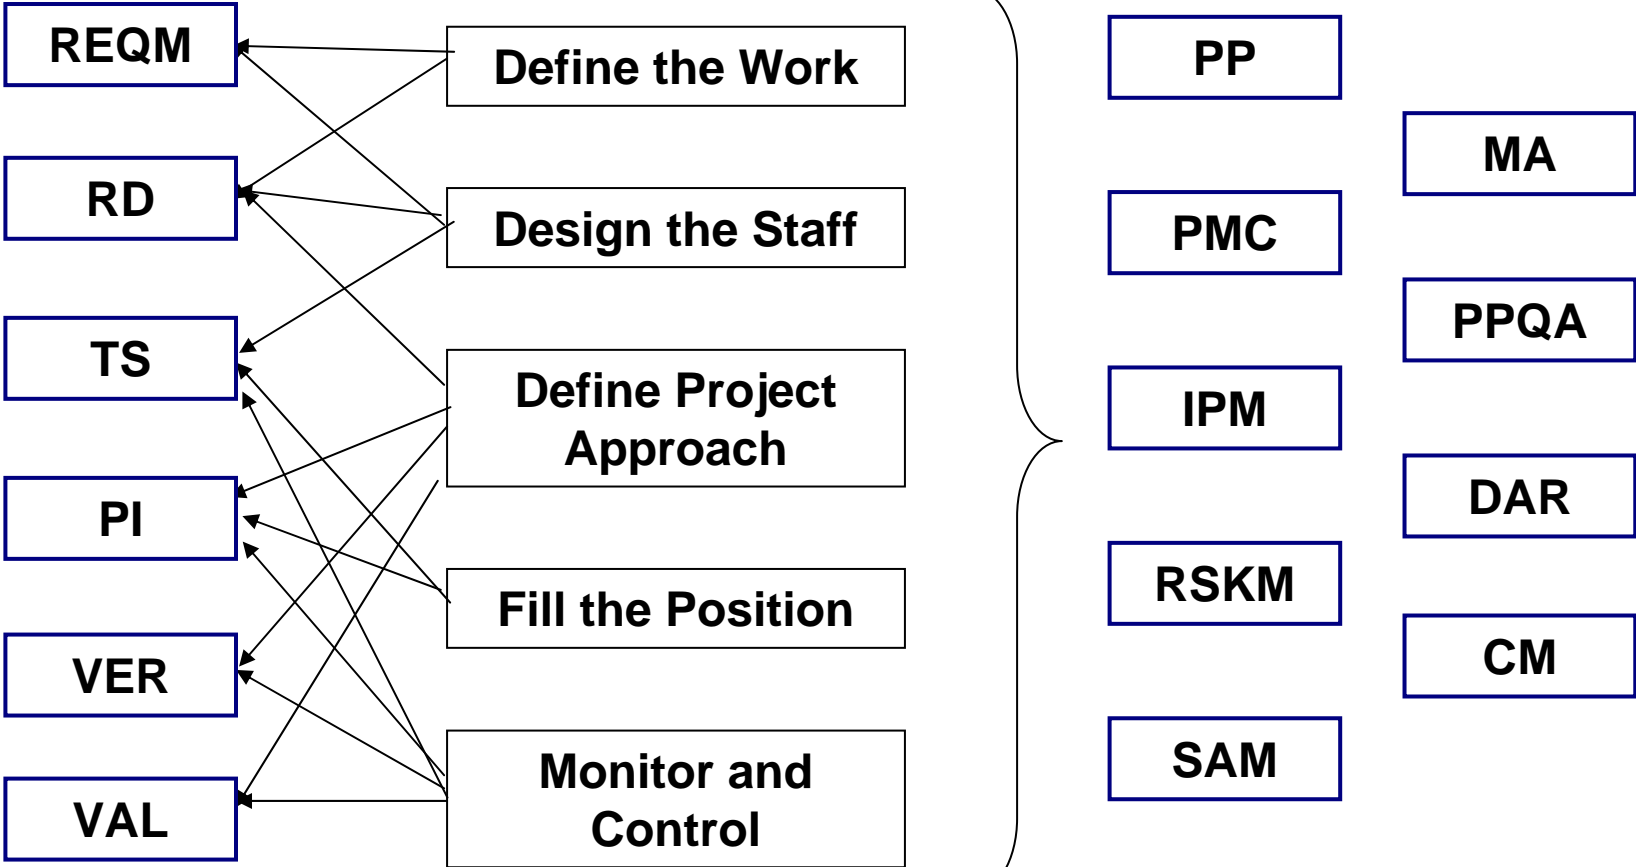 REQM
RD
TS
PI
VER
VAL
Define the Work
Design the Staff
Define Project
Approach
Fill the Position
Monitor and
Control
PP
PMC
IPM
RSKM
SAM
MA
PPQA
DAR
CM